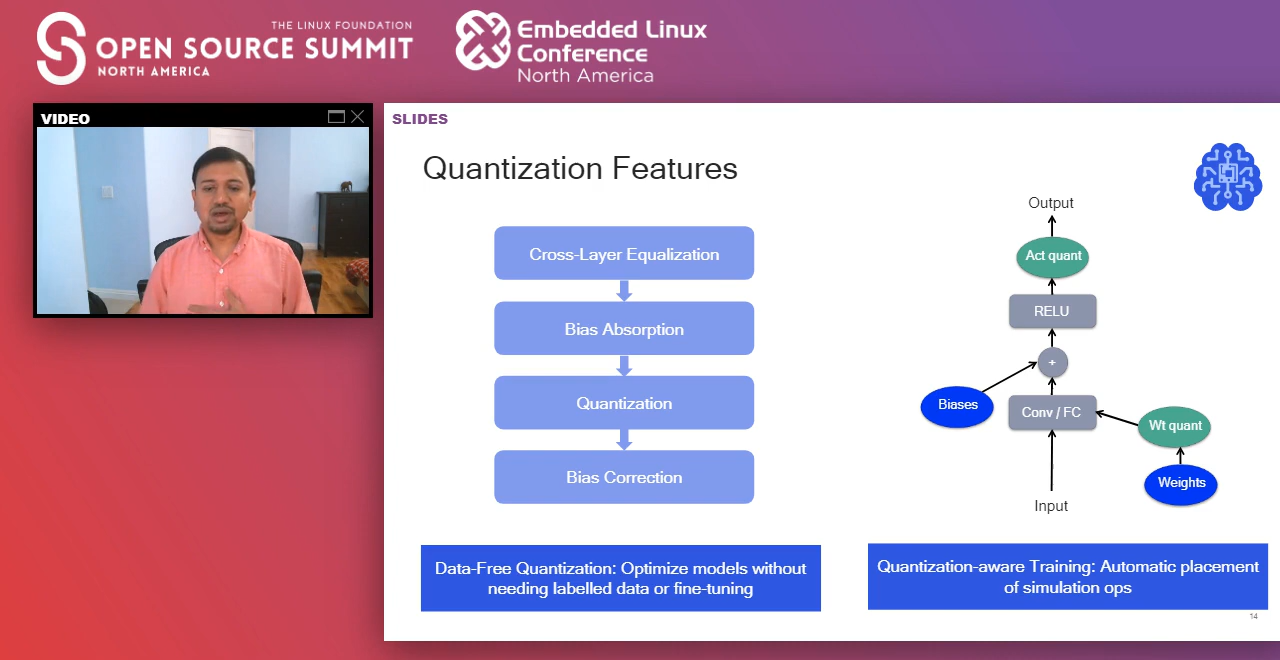 THE LINUX FOUNDATION
OPEN SOURCE SUMMIT
NORTH AMERICA
Embedded Linux
Conference
North America
VIDEO
SLIDES
Quantization Features
Cross-Layer Equalization
Bias Absorption
Quantization
Bias Correction
Data-Free Quantization: Optimize models without
needing labelled data or fine-tuning
Output
Act quant
RELU
+
Biases
Conv / FC
Wt quant
Weights
Input
Quantization-aware Training: Automatic placement
of simulation ops
14